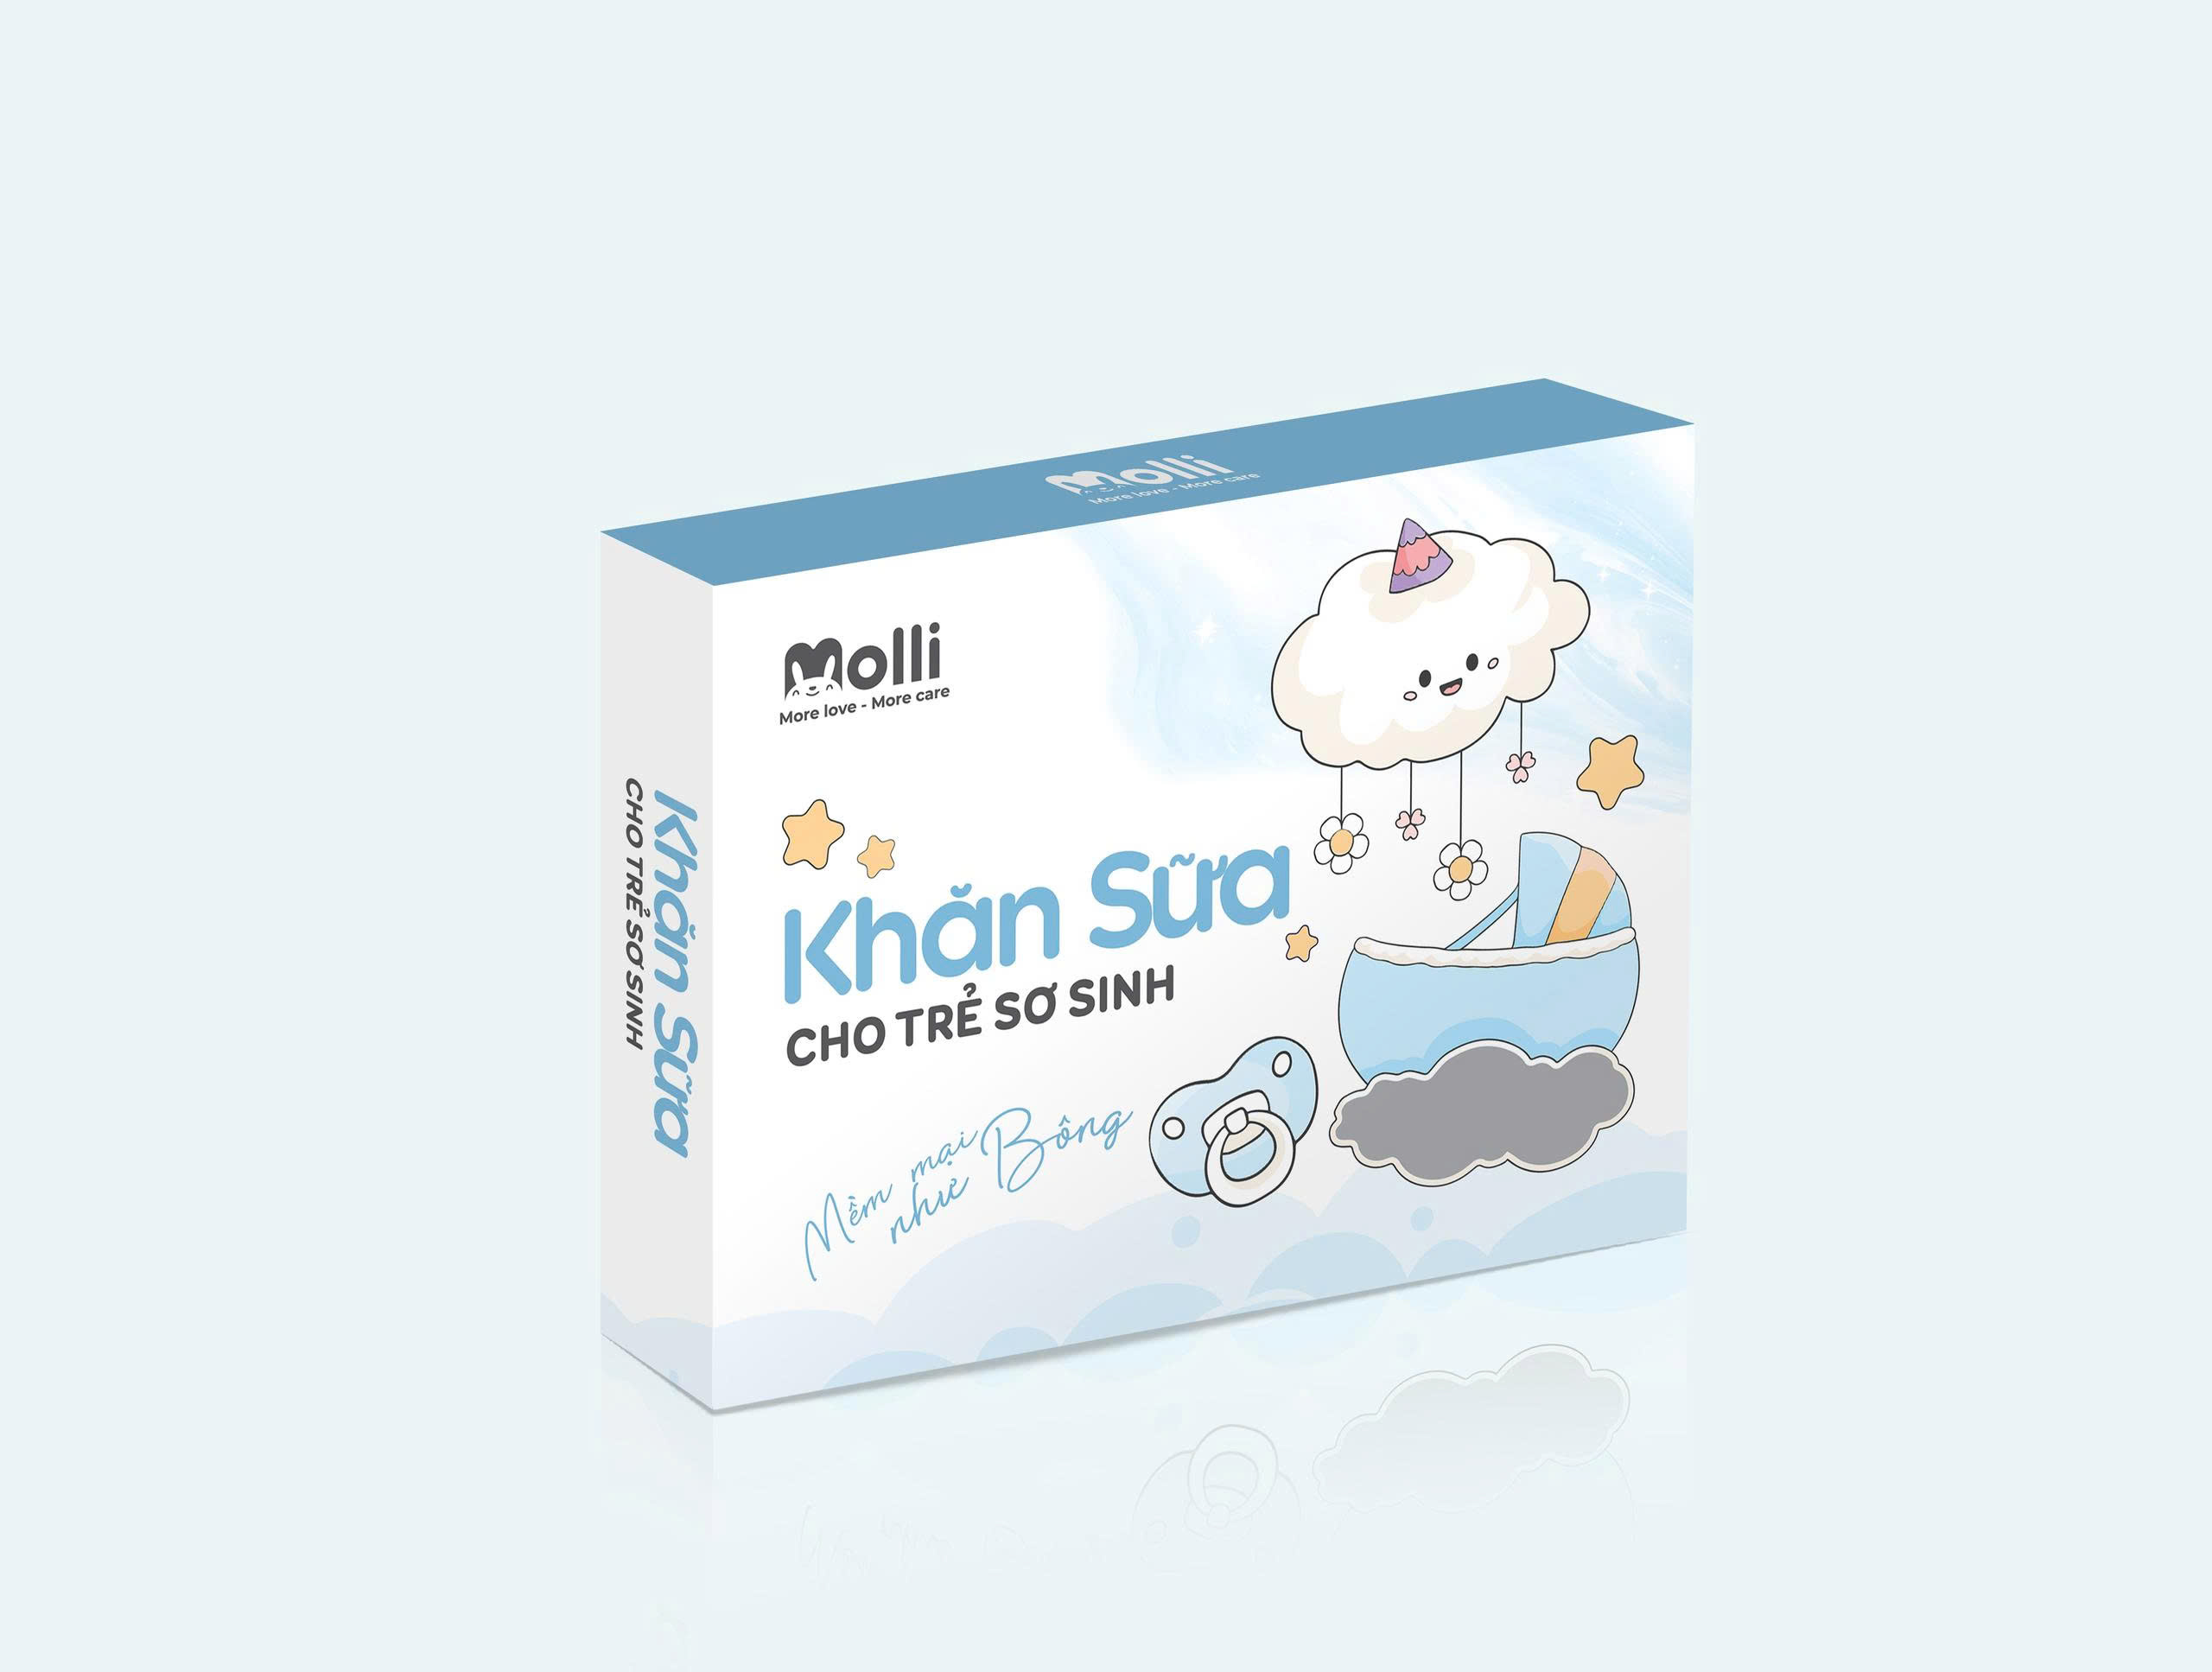 Molli
More love - More care
Molli
More love - More care
Khăn Sữa
CHO TRẺ SƠ SINH
Mềm mại
như Bông
Khăn Sữa
CHO TRẺ SƠ SINH